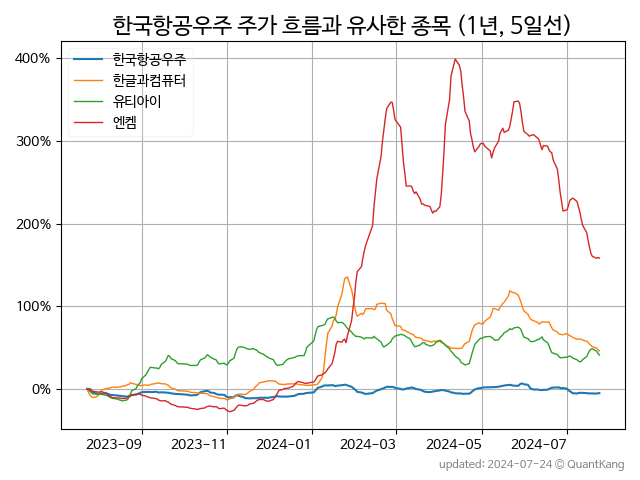 한국항공우주 주가 흐름과 유사한 종목 (1년, 5일선)
한국항공우주
한글과컴퓨터
유티아이
엔켐
400%
300%
200%
100%
0%
2023-09 2023-11 2024-01 2024-03 2024-05 2024-07
updated: 2024-07-24 © QuantKang